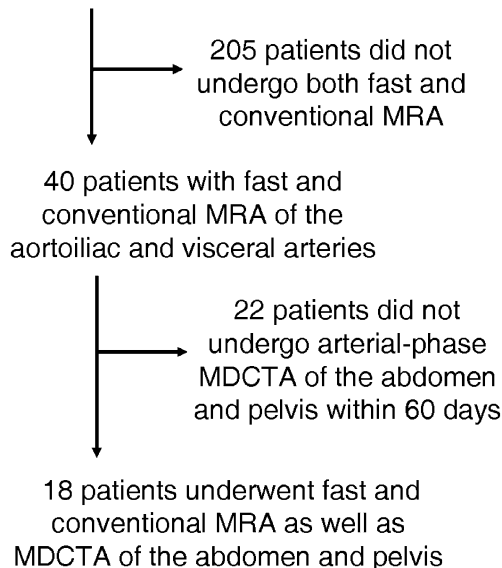 205 patients did not
undergo both fast and
conventional MRA
40 patients with fast and
conventional MRA of the
aortoiliac and visceral arteries
22 patients did not
undergo arterial-phase
MDCTA of the abdomen
and pelvis within 60 days
18 patients underwent fast and
conventional MRA as well as
MDCTA of the abdomen and pelvis